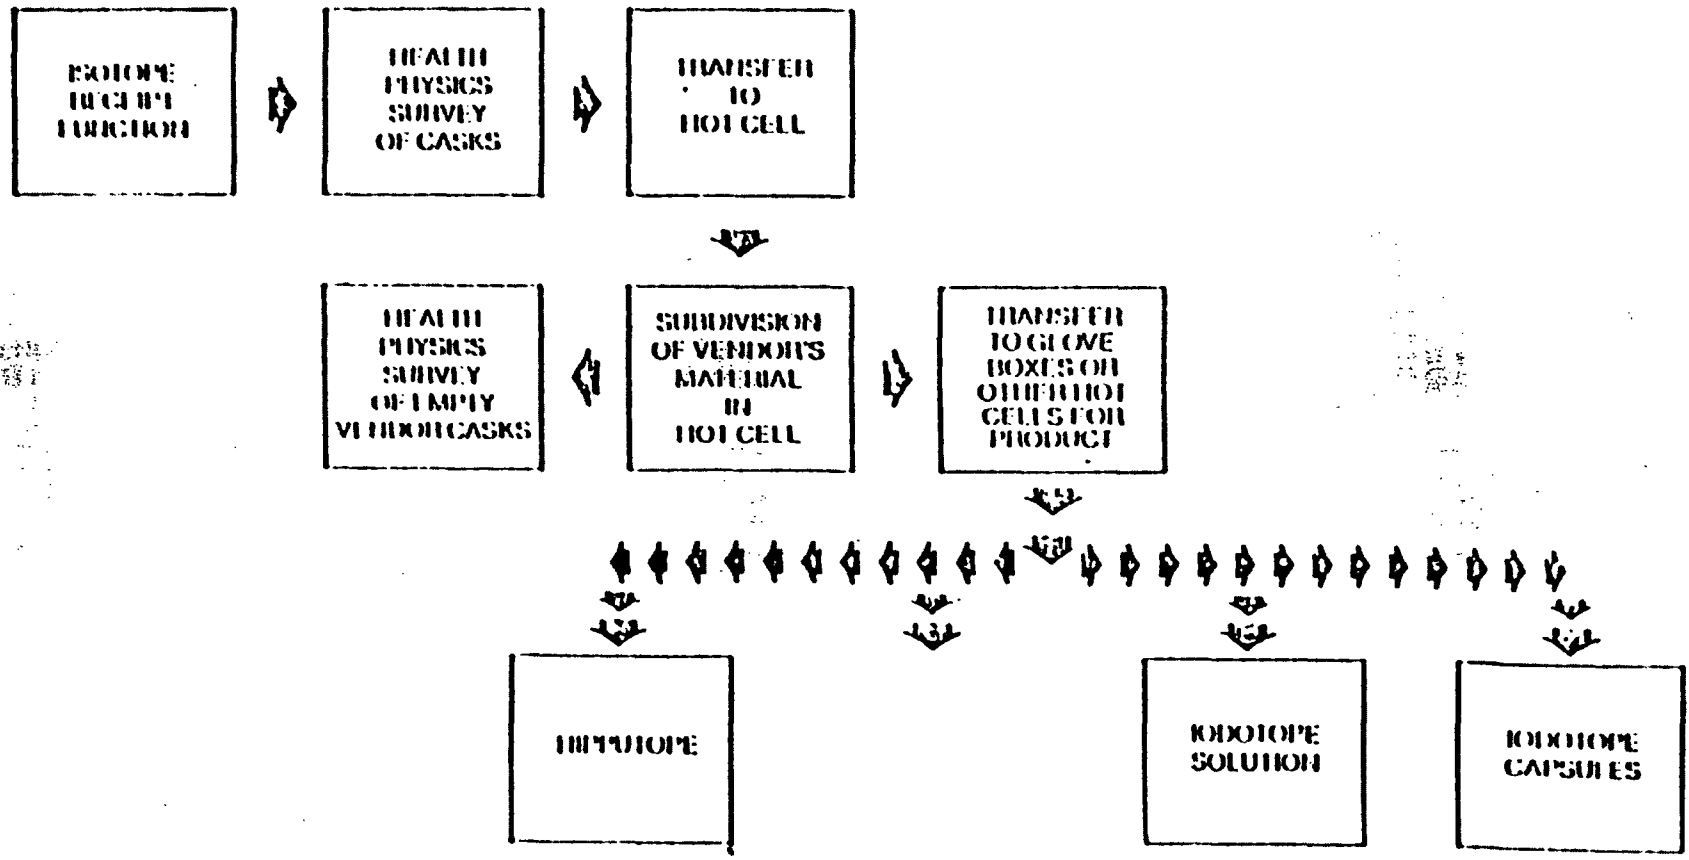 ISOTOPE
RECEIPT
FUNCTION
HEALTH
PHYSICS
SURVEY
OF CASKS
TRANSFER
TO
HOT CELL
HEALTH
PHYSICS
SURVEY
OF EMPTY
VENDOR CASKS
SUBDIVISION
OF VENDOR'S
MATERIAL
IN
HOT CELL
TRANSFER
TO GLOVE
BOXES OR
OTHER HOT
CELLS FOR
PRODUCT
HIPPUTOPE
IODOTOPE
SOLUTION
IODOTOPE
CAPSULES